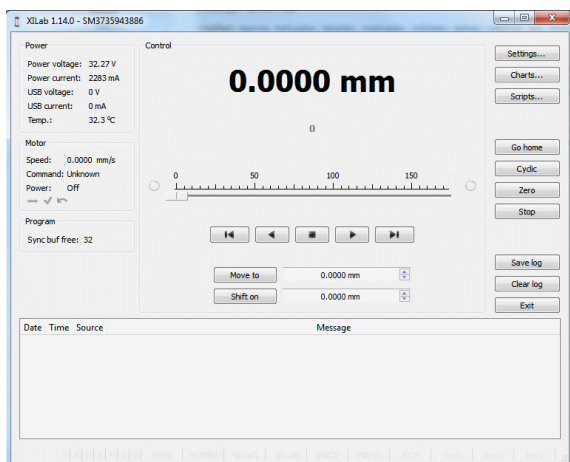 XILab 1.14.0 - SM3735943886
Power
Power voltage: 32.27 V
Power current: 2283 mA
USB voltage: 0 V
USB current: 0 mA
Temp.: 32.3 ºC
Motor
Speed: 0.0000 mm/s
Command: Unknown
Power: Off
Program
Sync buf free: 32
Control
0.0000 mm
0
0 50 100 150
Move to 0.0000 mm
Shift on 0.0000 mm
Settings...
Charts...
Scripts...
Go home
Cyclic
Zero
Stop
Save log
Clear log
Exit
Date Time Source Message